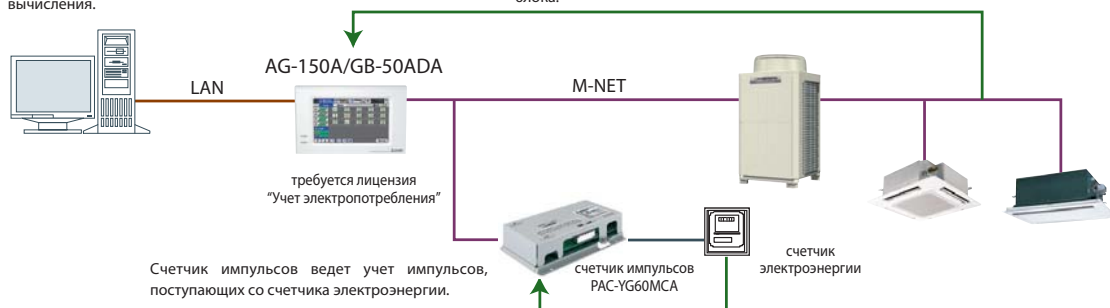 вычисления.
блока.
AG-150A/GB-50ADA
LAN
M-NET
требуется лицензия
“Учет электропотребления”
счетчик
электроэнергии
счетчик импульсов
PAC-YG60MCA
Счетчик импульсов ведет учет импульсов,
поступающих со счетчика электроэнергии.